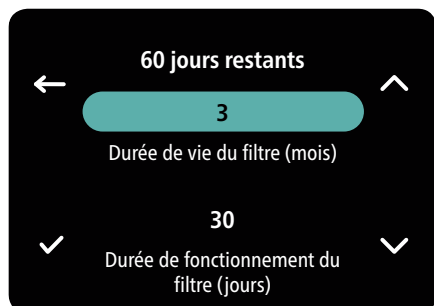 60 jours restants
3
Durée de vie du filtre (mois)
30
Durée de fonctionnement du
filtre (jours)